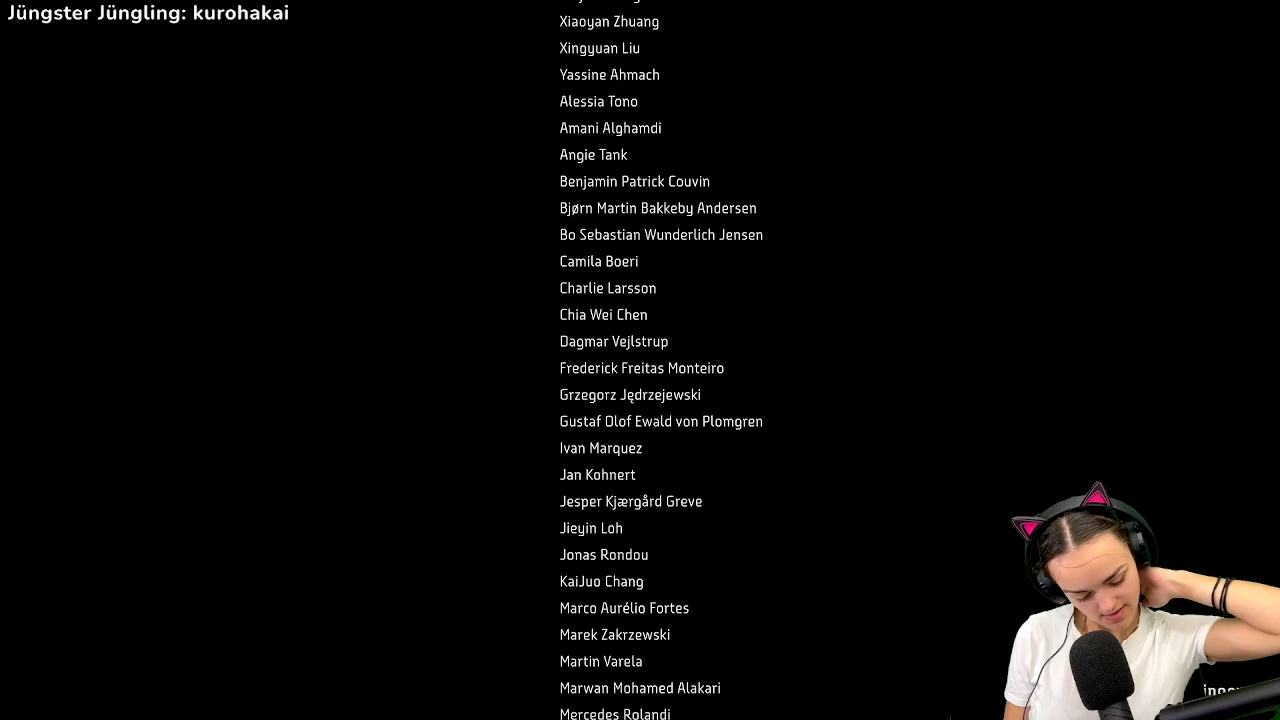 Jüngster Jüngling: kurohakai
Xiaoyan Zhuang
Xingyuan Liu
Yassine Ahmach
Alessia Tono
Amani Alghamdi
Angie Tank
Benjamin Patrick Couvin
Bjørn Martin Bakkeby Andersen
Bo Sebastian Wunderlich Jensen
Camila Boeri
Charlie Larsson
Chia Wei Chen
Dagmar Vejlstrup
Frederick Freitas Monteiro
Grzegorz Jędrzejewski
Gustaf Olof Ewald von Plomgren
Ivan Marquez
Jan Kohnert
Jesper Kjærgård Greve
Jieyin Loh
Jonas Rondou
KaiJuo Chang
Marco Aurélio Fortes
Marek Zakrzewski
Martin Varela
Marwan Mohamed Alakari
Mercedes Rolandi